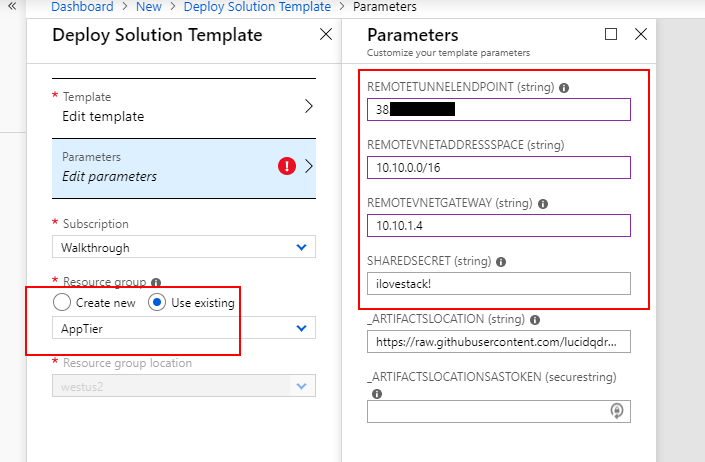 « Dashboard > New > Deploy Solution Template > Parameters
Deploy Solution Template
* Template
Edit template
Parameters
Edit parameters
* Subscription
Walkthrough
* Resource group
Create new Use existing
AppTier
* Resource group location
westus2
Parameters
Customize your template parameters
REMOTETUNNELENDPOINT (string)
38
REMOTEVNETADDRESSSPACE (string)
10.10.0.0/16
REMOTEVNETGATEWAY (string)
10.10.1.4
SHAREDSECRET (string)
ilovestack!
_ARTIFACTSLOCATION (string)
https://raw.githubusercontent.com/lucidqdr...
_ARTIFACTSLOCATIONSASTOKEN (securestring)